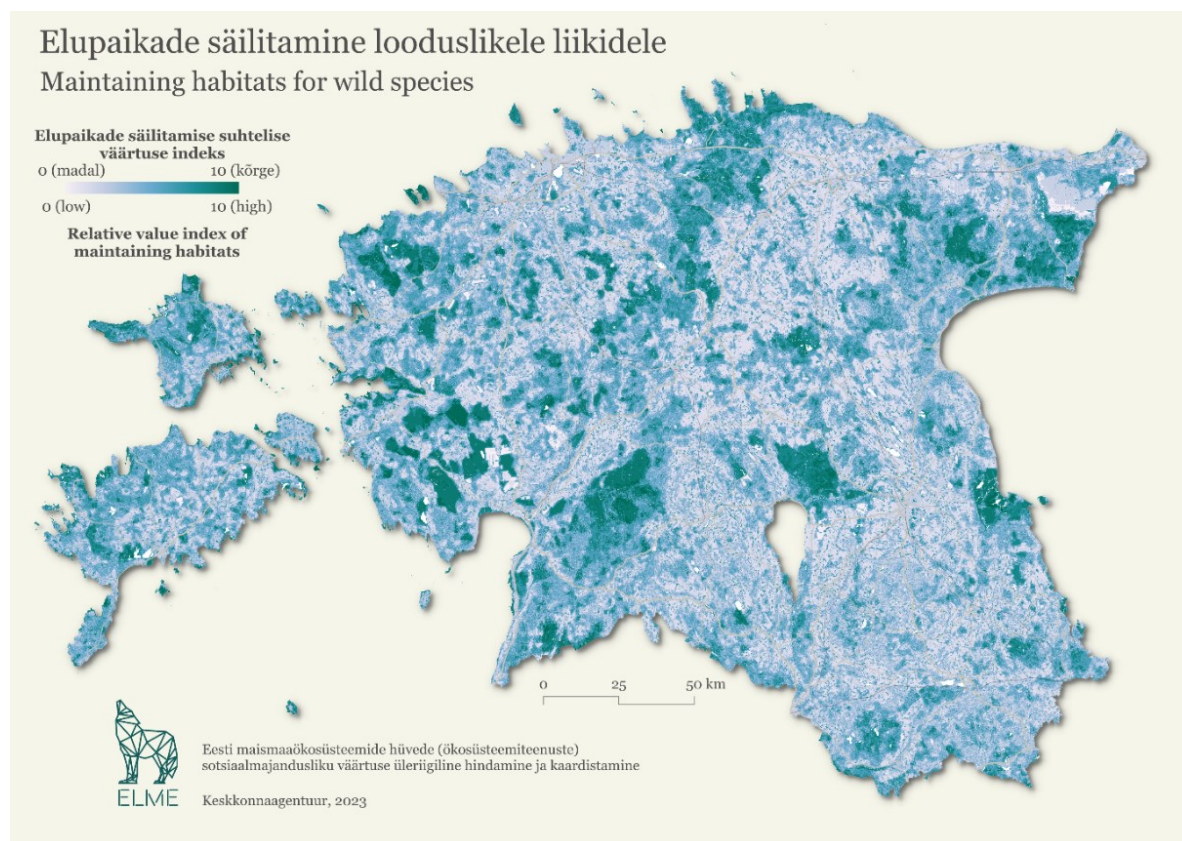 Elupaikade säilitamine looduslikele liikidele
Maintaining habitats for wild species
Elupaikade säilitamise suhtelise
väärtuse indeks
0 (madal) 10 (kõrge)
0 (low) 10 (high)
Relative value index of
maintaining habitats
0 25 50 km
Eesti maismaaökosüsteemide hüvede (ökosüsteemiteenuste)
sotsiaalmajandusliku väärtuse üleriigiline hindamine ja kaardistamine
ELME
Keskkonnaagentuur, 2023